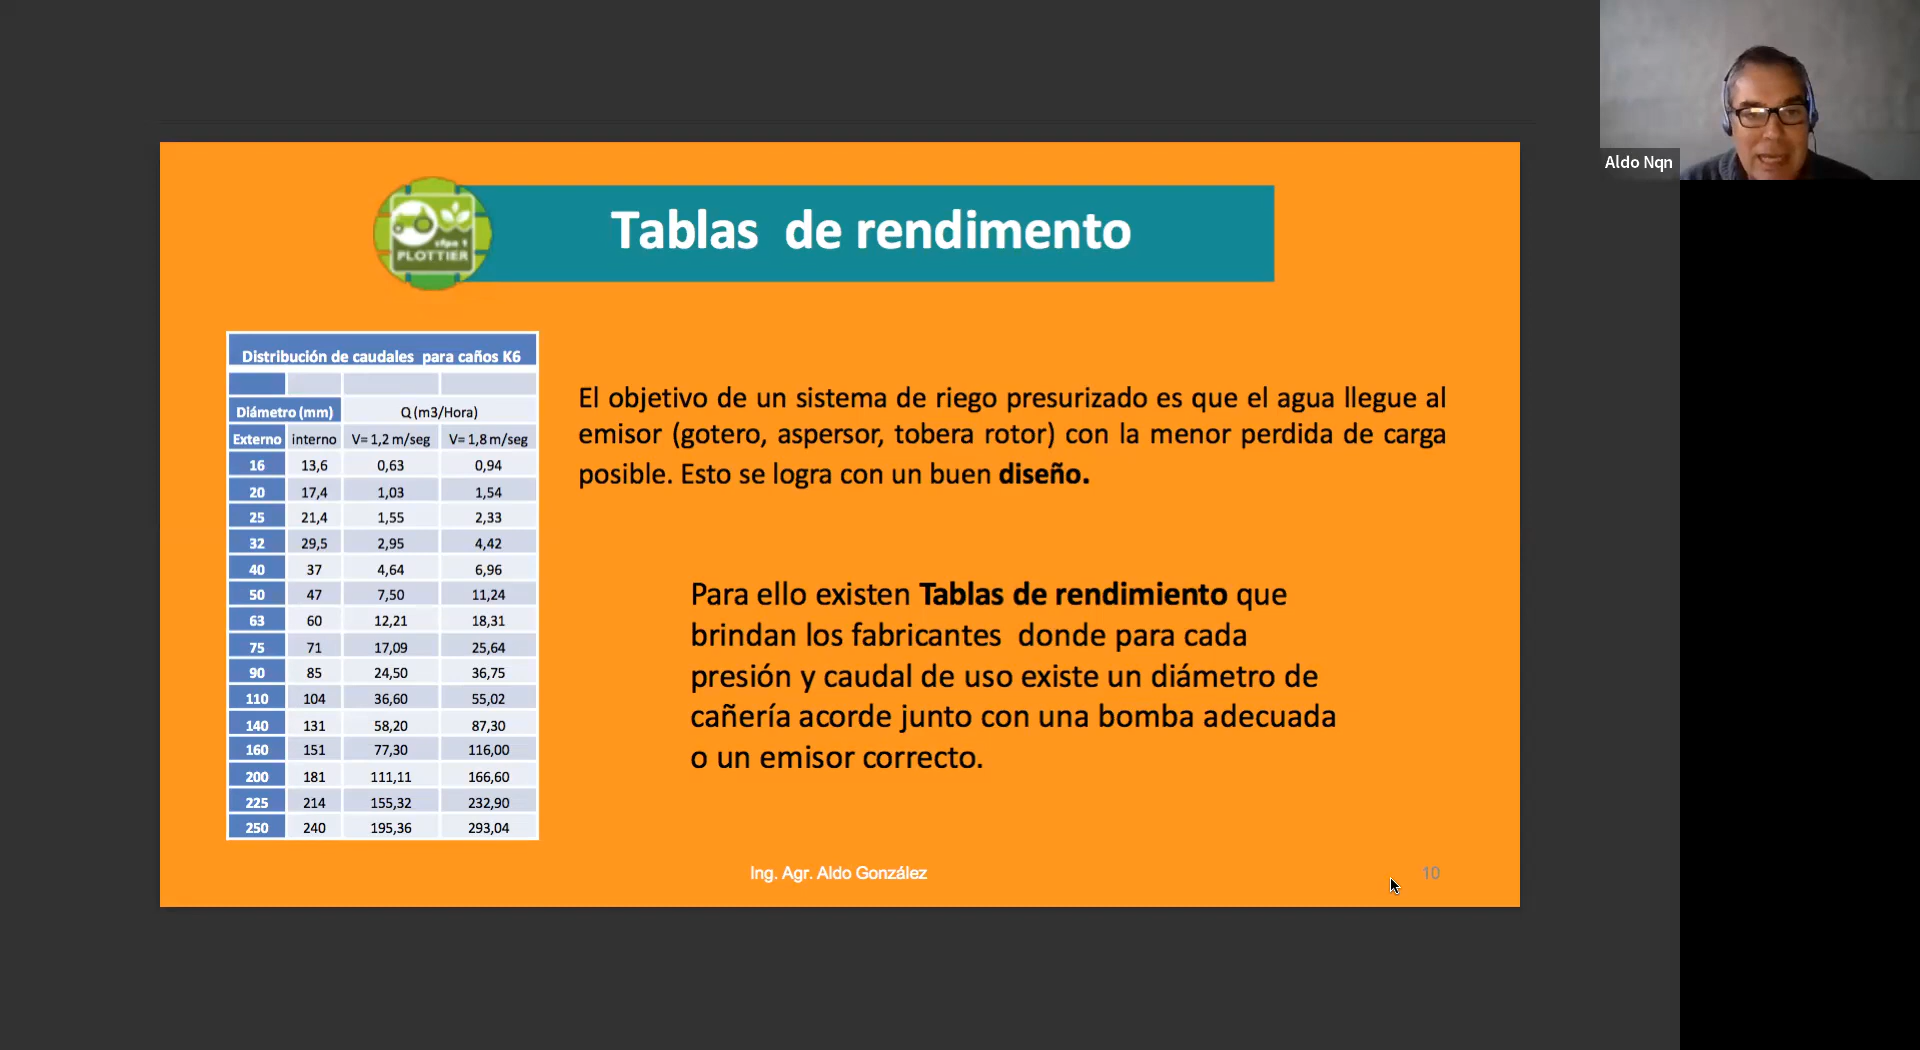 Aldo Nqn
cfpa 1
PLOTTIER
Tablas de rendimento
Distribución de caudales para caños K6
Diámetro (mm) Q (m3/Hora)
Externo interno V= 1,2 m/seg V= 1,8 m/seg
16 13,6 0,63 0,94
20 17,4 1,03 1,54
25 21,4 1,55 2,33
32 29,5 2,95 4,42
40 37 4,64 6,96
50 47 7,50 11,24
63 60 12,21 18,31
75 71 17,09 25,64
90 85 24,50 36,75
110 104 36,60 55,02
140 131 58,20 87,30
160 151 77,30 116,00
200 181 111,11 166,60
225 214 155,32 232,90
250 240 195,36 293,04
El objetivo de un sistema de riego presurizado es que el agua llegue al
emisor (gotero, aspersor, tobera rotor) con la menor perdida de carga
posible. Esto se logra con un buen diseño.
Para ello existen Tablas de rendimiento que
brindan los fabricantes donde para cada
presión y caudal de uso existe un diámetro de
cañería acorde junto con una bomba adecuada
o un emisor correcto.
Ing. Agr. Aldo González
10